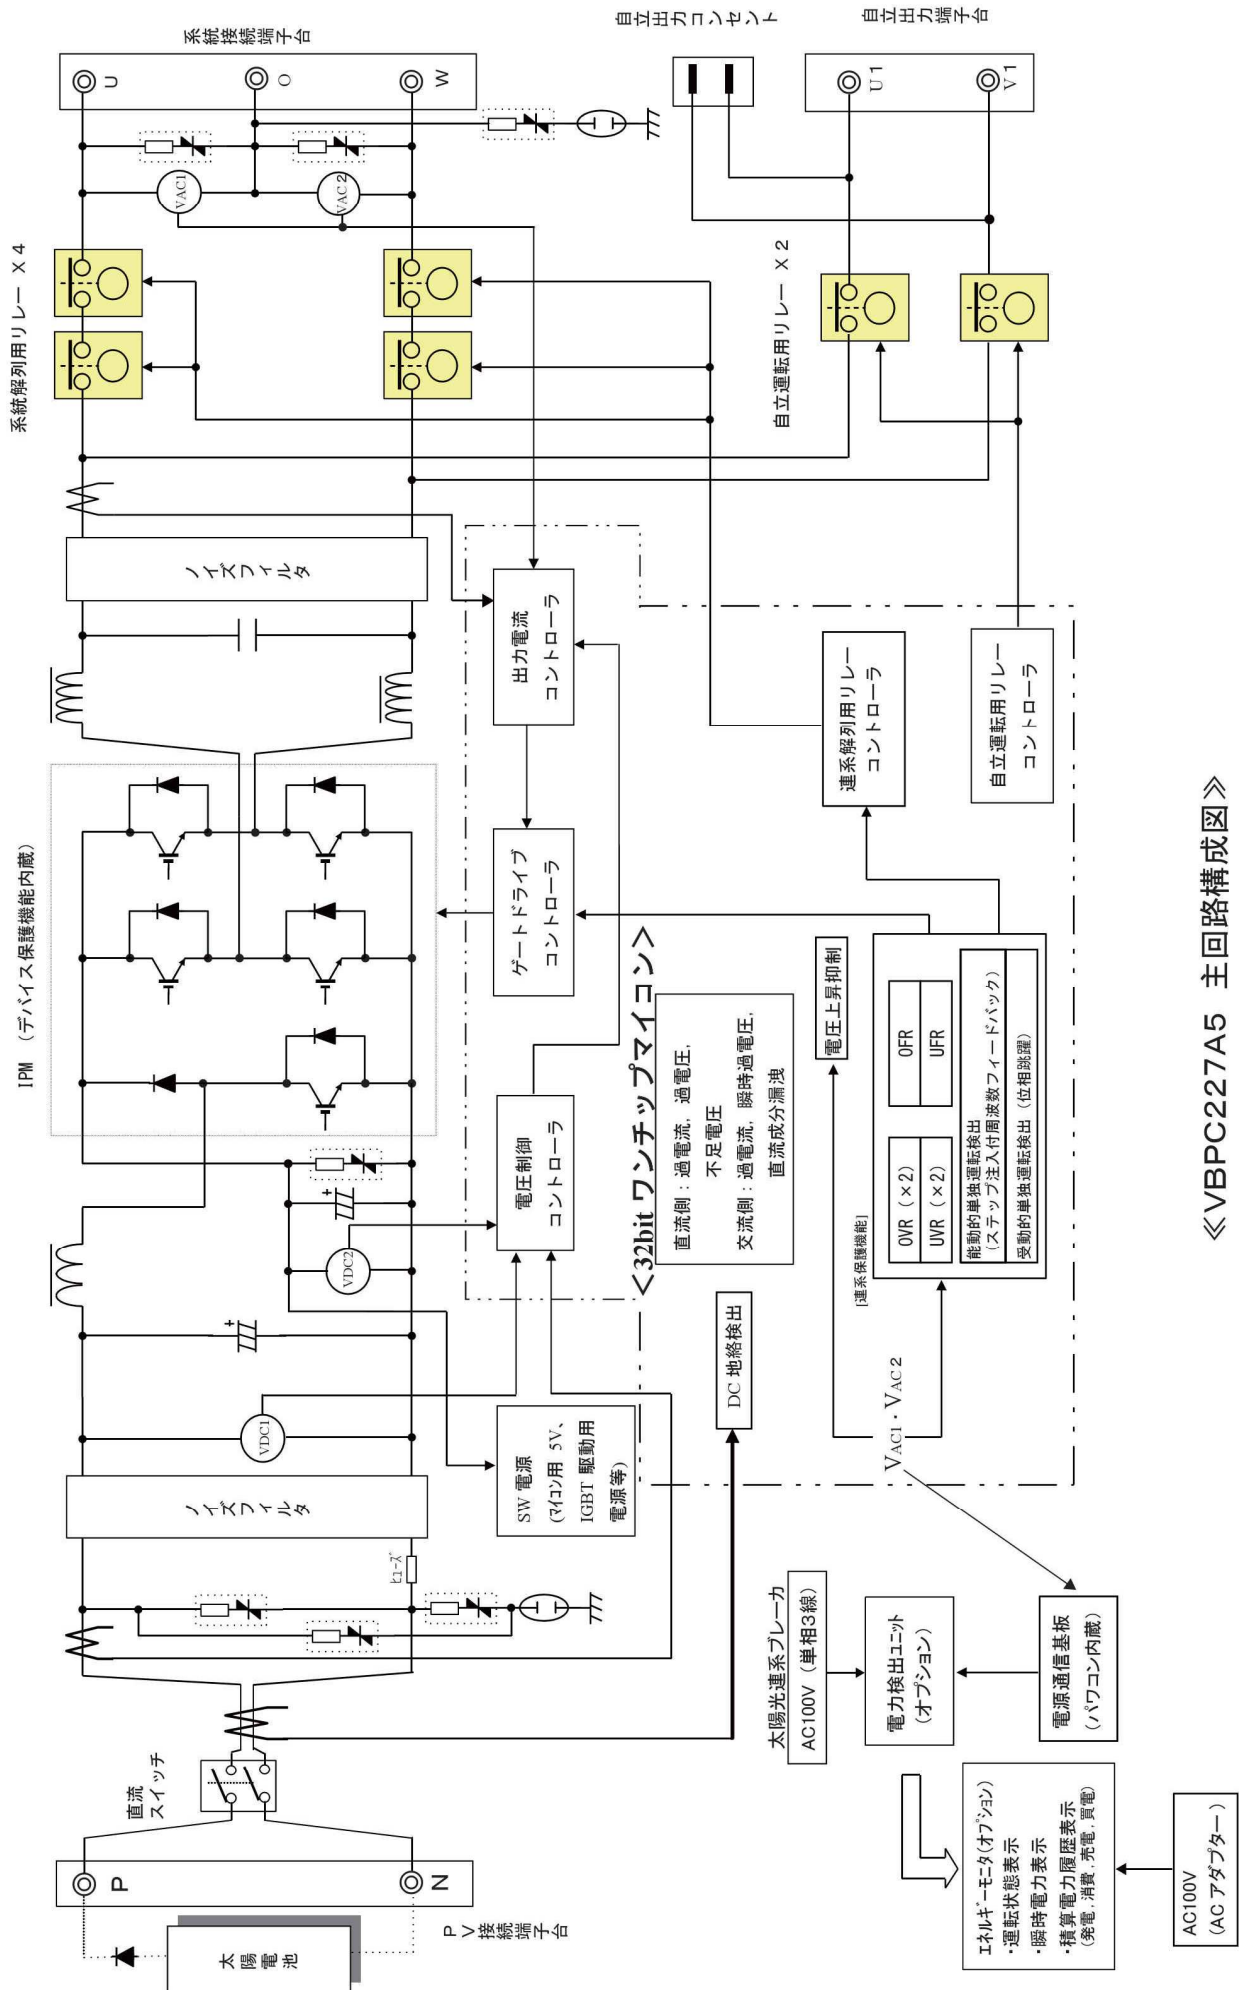 太陽電池
P V接続端子台
P
N
直流
スイッチ
ヒューズ
ノイズフィルタ
VDC1
+
+
VDC2
IPM (デバイス保護機能内蔵)
ノイズフィルタ
系統解列用リレー X 4
VAC1
VAC 2
系統接続端子台
U
O
W
自立出力コンセント
自立出力端子台
U 1
V 1
自立運転用リレー X 2
SW 電源
(マイコン用 5V、
IGBT 駆動用
電源等)
電圧制御
コントローラ
ゲートドライブ
コントローラ
出力電流
コントローラ
<32bit ワンチップマイコン>
直流側:過電流, 過電圧,
不足電圧
交流側:過電流, 瞬時過電圧,
直流成分漏洩
DC 地絡検出
電圧上昇抑制
連系解列用リレー
コントローラ
自立運転用リレー
コントローラ
[連系保護機能]
OVR (×2)
OFR
UVR (×2)
UFR
能動的単独運転検出
(ステップ注入付周波数フィードバック)
受動的単独運転検出 (位相跳躍)
VAC1・VAC 2
太陽光連系ブレーカ
AC100V (単相3線)
電力検出ユニット
(オプション)
電源通信基板
(パワコン内蔵)
エネルギーモニタ(オプション)
・運転状態表示
・瞬時電力表示
・積算電力履歴表示
(発電, 消費, 売電, 買電)
AC100V
(AC アダプター)
≪VBPC227A5 主回路構成図≫